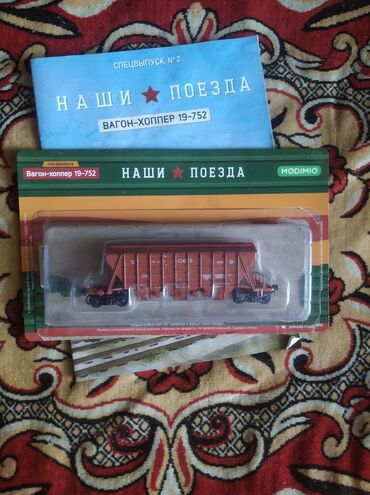 СПЕЦВЫПУСК №2
НАШИ ★ ПОЕЗДА
ВАГОН-ХОППЕР 19-752
СПЕЦВЫПУСК
Вагон-хоппер 19-752
НАШИ ★ ПОЕЗДА
MODIMIO